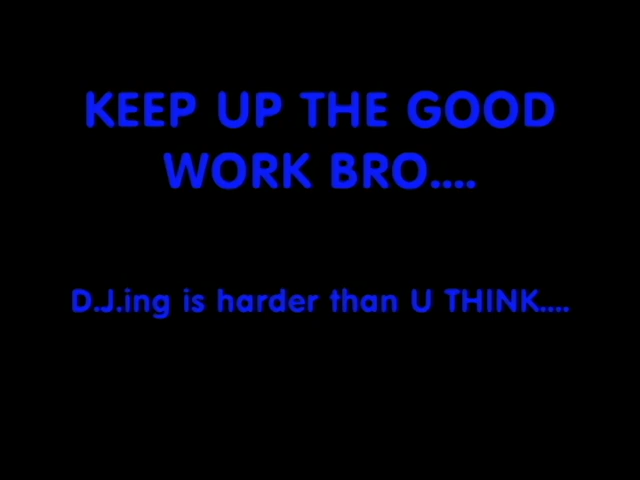 KEEP UP THE GOOD
WORK BRO....
D.J.ing is harder than U THINK....